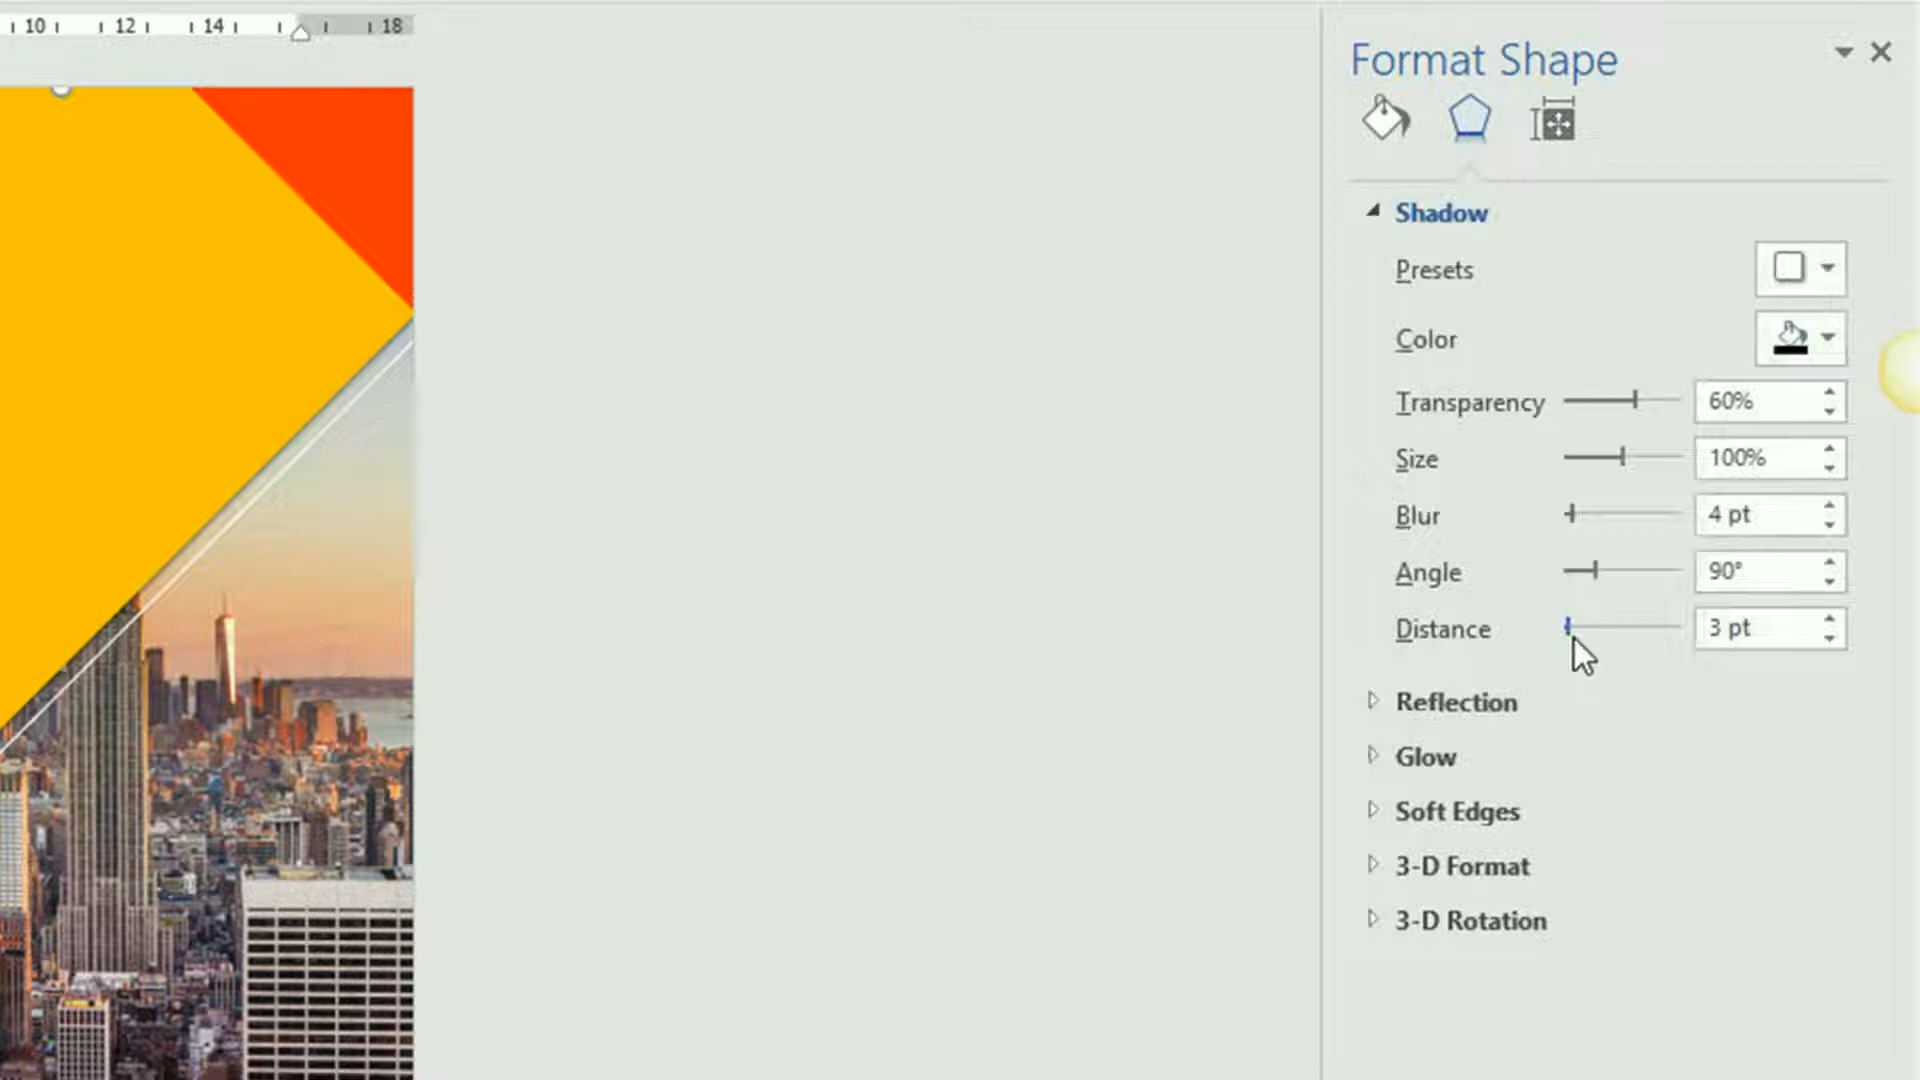 10 12 14 18
Format Shape
Shadow
Presets
Color
Transparency 60%
Size 100%
Blur 4 pt
Angle 90°
Distance 3 pt
Reflection
Glow
Soft Edges
3-D Format
3-D Rotation